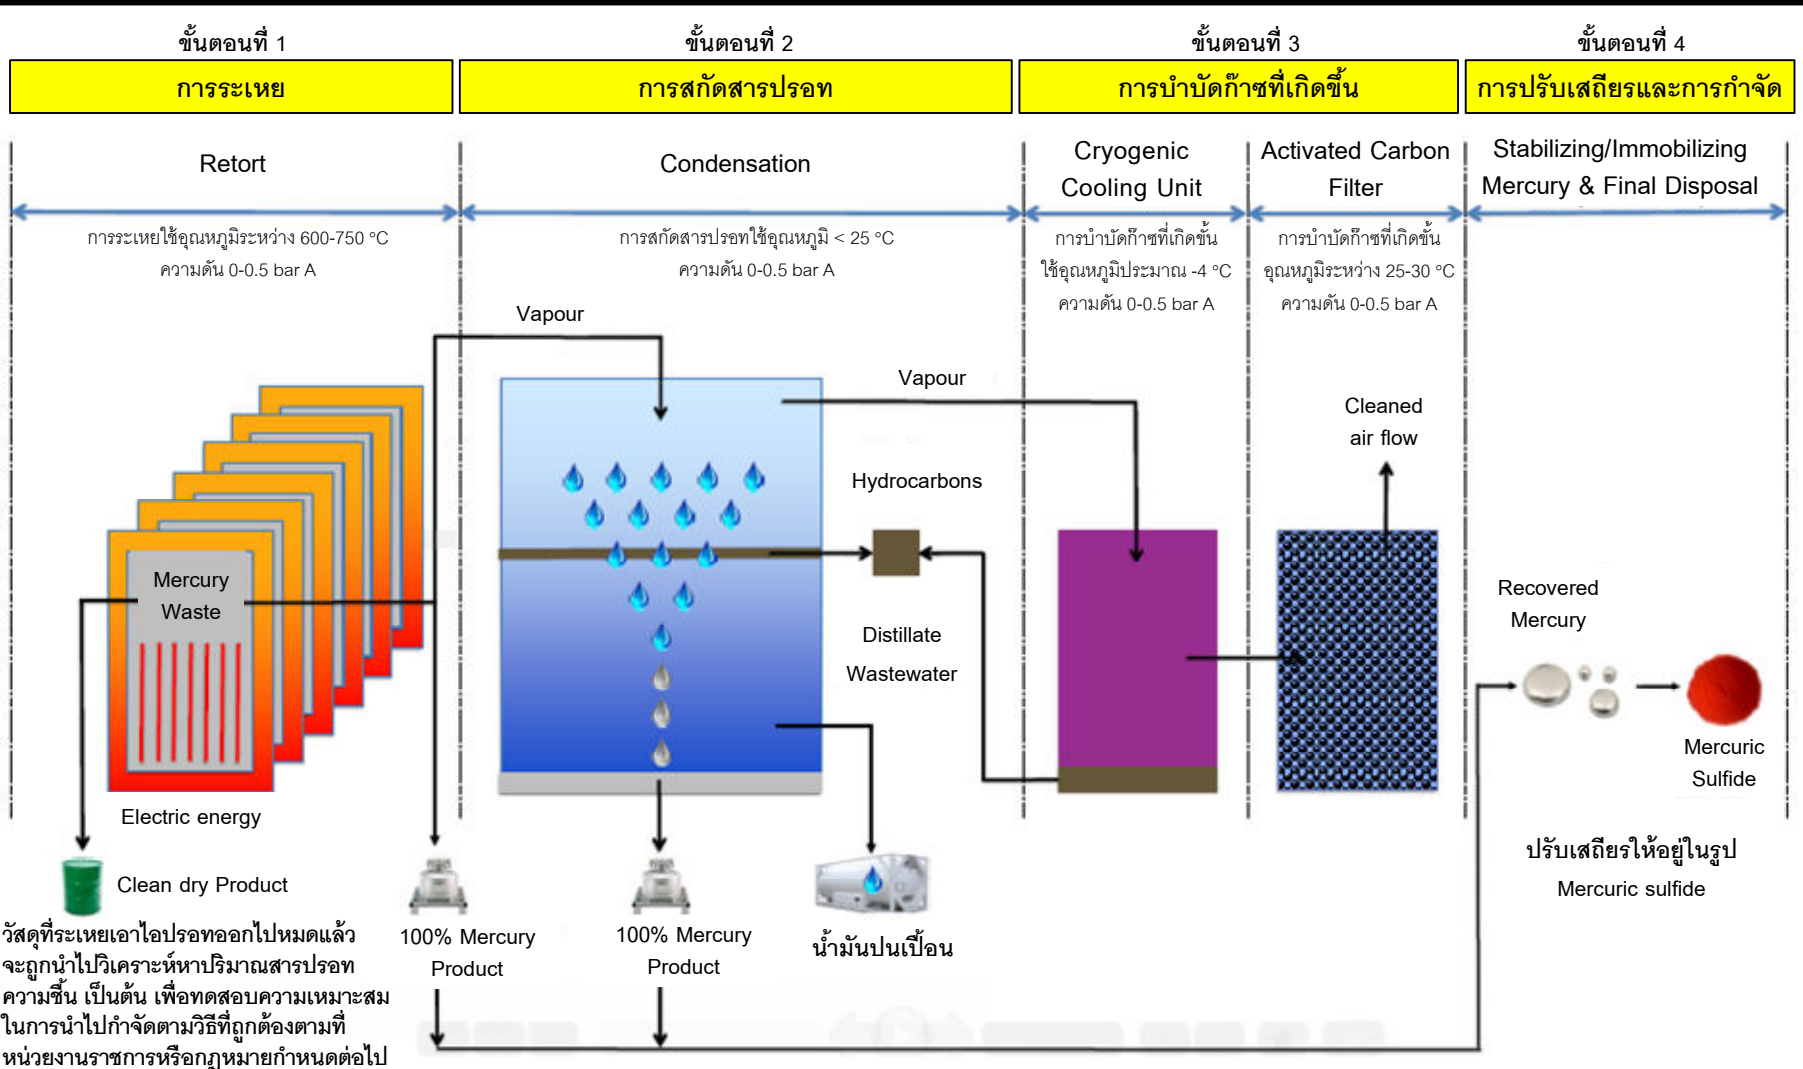 ขั้นตอนที่ 1
ขั้นตอนที่ 2
ขั้นตอนที่ 3
ขั้นตอนที่ 4
การระเหย
การสกัดสารปรอท
การบำบัดก๊าซที่เกิดขึ้น
การปรับเสถียรและการกำจัด
Retort
Condensation
Cryogenic
Cooling Unit
Activated Carbon
Filter
Stabilizing/Immobilizing
Mercury & Final Disposal
การระเหยใช้อุณหภูมิระหว่าง 600-750 °C
ความดัน 0-0.5 bar A
การสกัดสารปรอทใช้อุณหภูมิ < 25 °C
ความดัน 0-0.5 bar A
การบำบัดก๊าซที่เกิดขั้น
ใช้อุณหภูมิประมาณ -4 °C
ความดัน 0-0.5 bar A
การบำบัดก๊าซที่เกิดขั้น
อุณหภูมิระหว่าง 25-30 °C
ความดัน 0-0.5 bar A
Vapour
Vapour
Cleaned
air flow
Hydrocarbons
Mercury
Waste
Distillate
Wastewater
Recovered
Mercury
Mercuric
Sulfide
Electric energy
Clean dry Product
ปรับเสถียรให้อยู่ในรูป
Mercuric sulfide
วัสดุที่ระเหยเอาไอปรอทออกไปหมดแล้ว
จะถูกนำไปวิเคราะห์หาปริมาณสารปรอท
ความชื้น เป็นต้น เพื่อทดสอบความเหมาะสม
ในการนำไปกำจัดตามวิธีที่ถูกต้องตามที่
หน่วยงานราชการหรือกฎหมายกำหนดต่อไป
100% Mercury
Product
100% Mercury
Product
น้ำมันปนเปื้อน